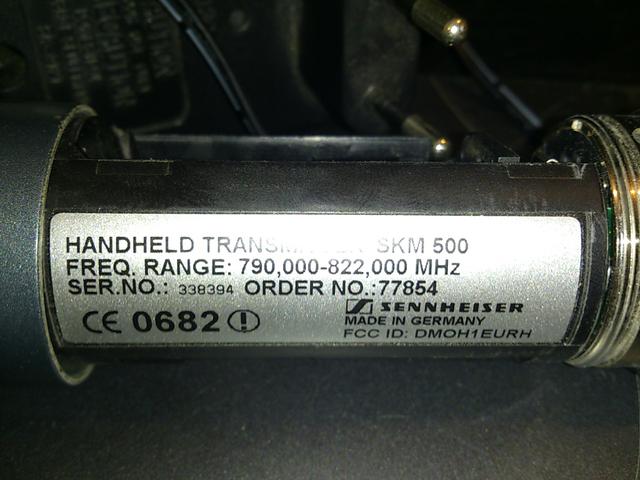 HANDHELD TRANSMITTER SKM 500
FREQ. RANGE: 790,000-822,000 MHz
SER.NO.: 338394 ORDER NO.:77854
SENNHEISER
CE 0682
MADE IN GERMANY
FCC ID: DMOH1EURH